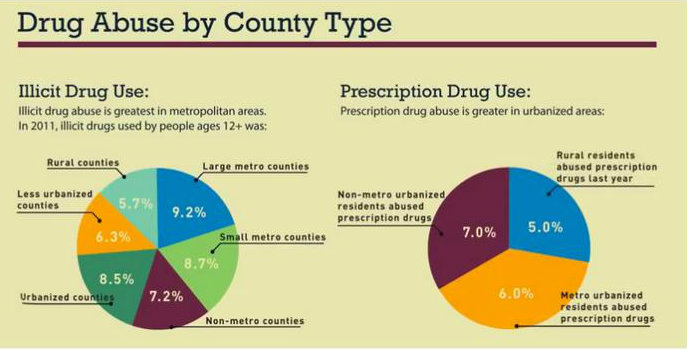 Drug Abuse by County Type
Illicit Drug Use:
Illicit drug abuse is greatest in metropolitan areas.
In 2011, illicit drugs used by people ages 12+ was:
Rural counties
Large metro counties
Less urbanized
counties
5.7%
9.2%
6.3%
Small metro counties
8.7%
8.5%
7.2%
Urbanized counties
Non-metro counties
Prescription Drug Use:
Prescription drug abuse is greater in urbanized areas:
Rural residents
abused prescription
drugs last year
Non-metro urbanized
residents abused
prescription drugs
7.0%
5.0%
6.0%
Metro urbanized
residents abused
prescription drugs